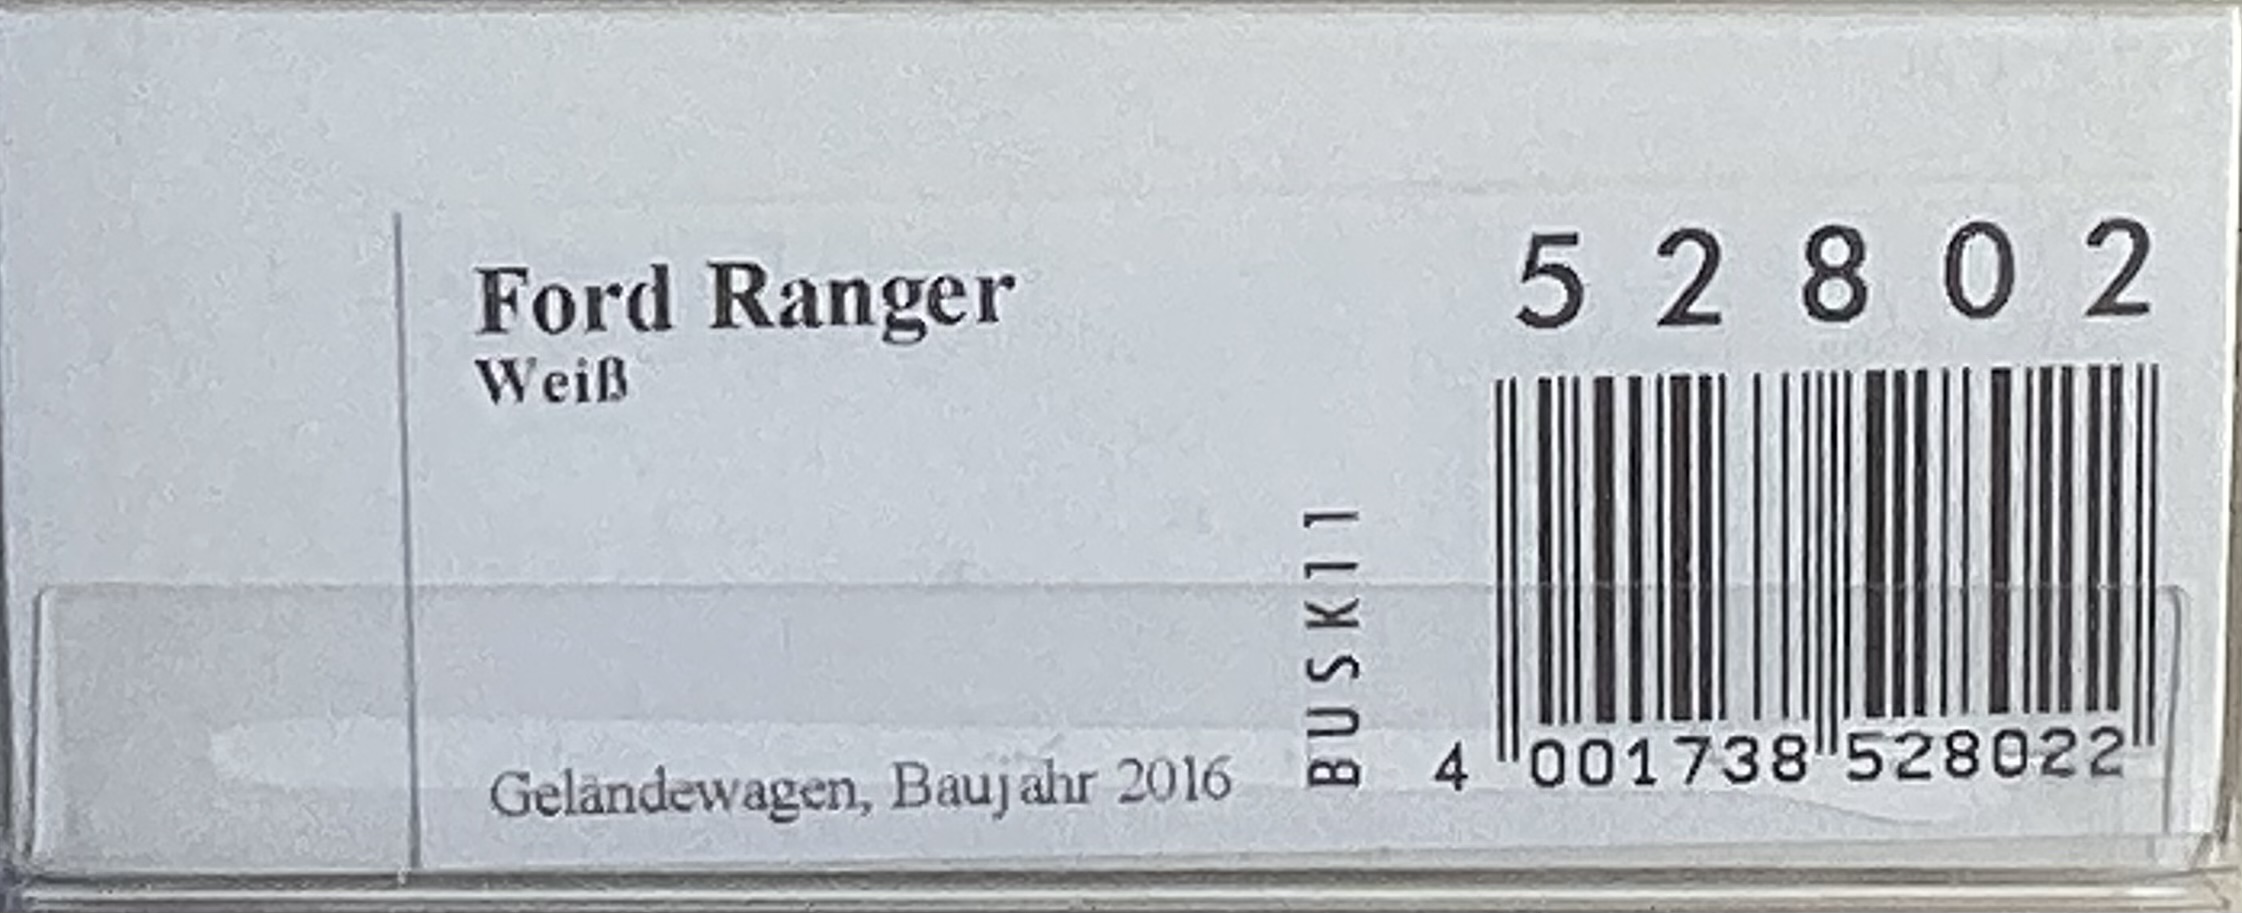 Ford Ranger
Weiß
Geländewagen, Baujahr 2016
BUSK11
52802
4 001738 528022